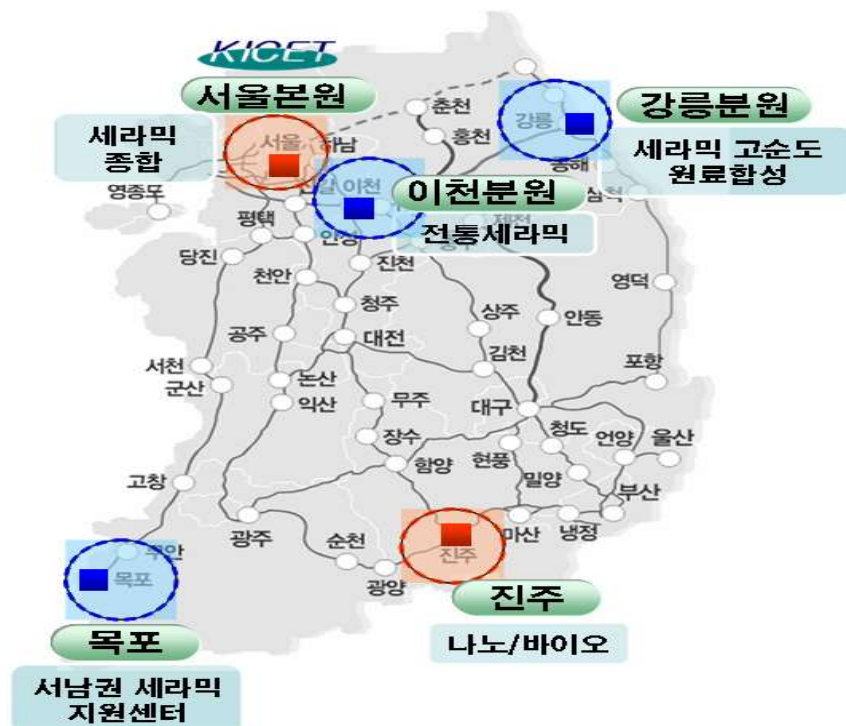 KICET
서울본원
세라믹
종합
서울
하남
영종도
춘천
홍천
강릉
강릉분원
세라믹 고순도
원료합성
동해
삼척
이천
이천분원
전통세라믹
평택
안성
당진
진천
천안
청주
상주
안동
영덕
공주
대전
김천
포항
서천
군산
논산
익산
무주
대구
장수
청도
언양
울산
함양
현풍
밀양
고창
부산
광주
순천
광양
마산
냉정
진주
무안
목포
진주
나노/바이오
목포
서남권 세라믹
지원센터